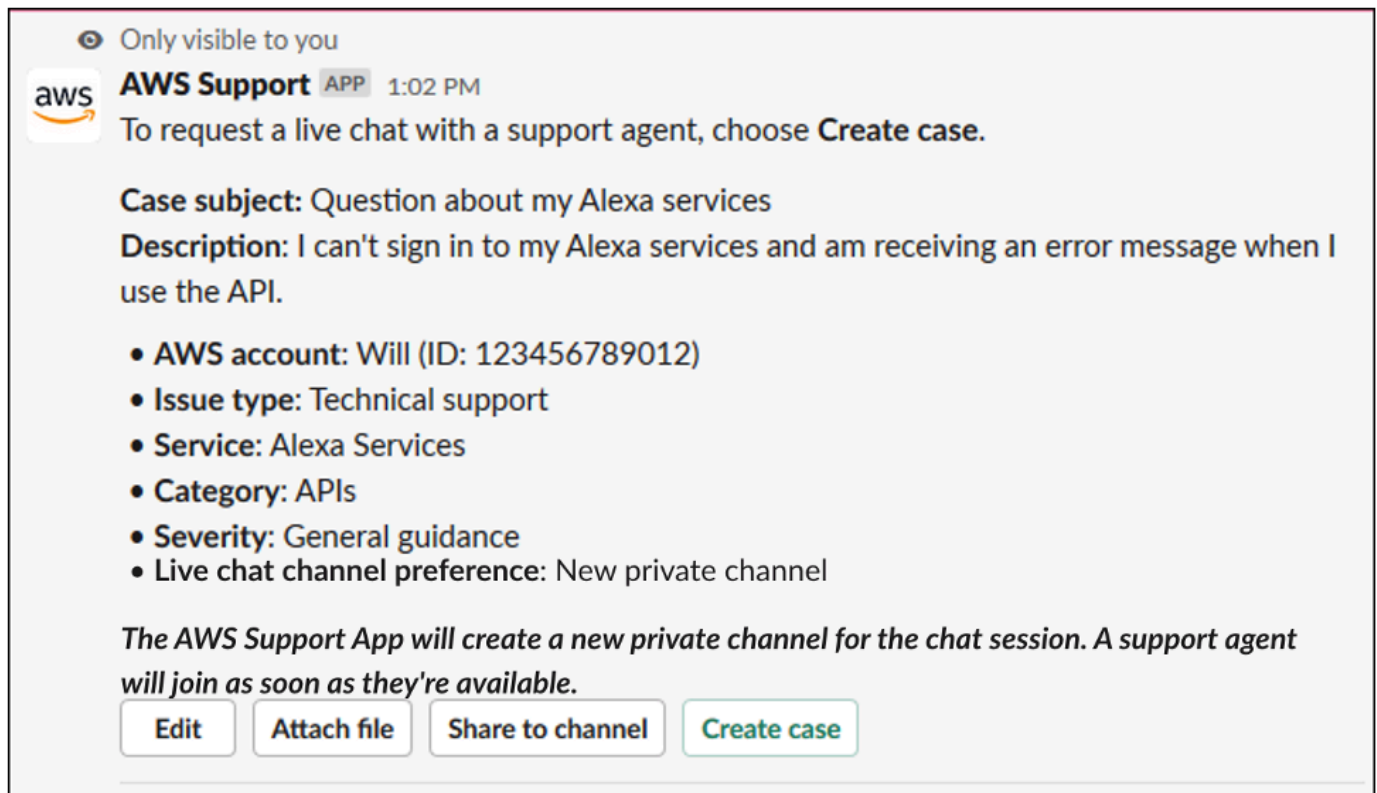 Only visible to you
aws
AWS Support APP 1:02 PM
To request a live chat with a support agent, choose Create case.
Case subject: Question about my Alexa services
Description: I can't sign in to my Alexa services and am receiving an error message when I
use the API.
• AWS account: Will (ID: 123456789012)
• Issue type: Technical support
• Service: Alexa Services
• Category: APIs
• Severity: General guidance
• Live chat channel preference: New private channel
The AWS Support App will create a new private channel for the chat session. A support agent
will join as soon as they're available.
Edit Attach file Share to channel Create case